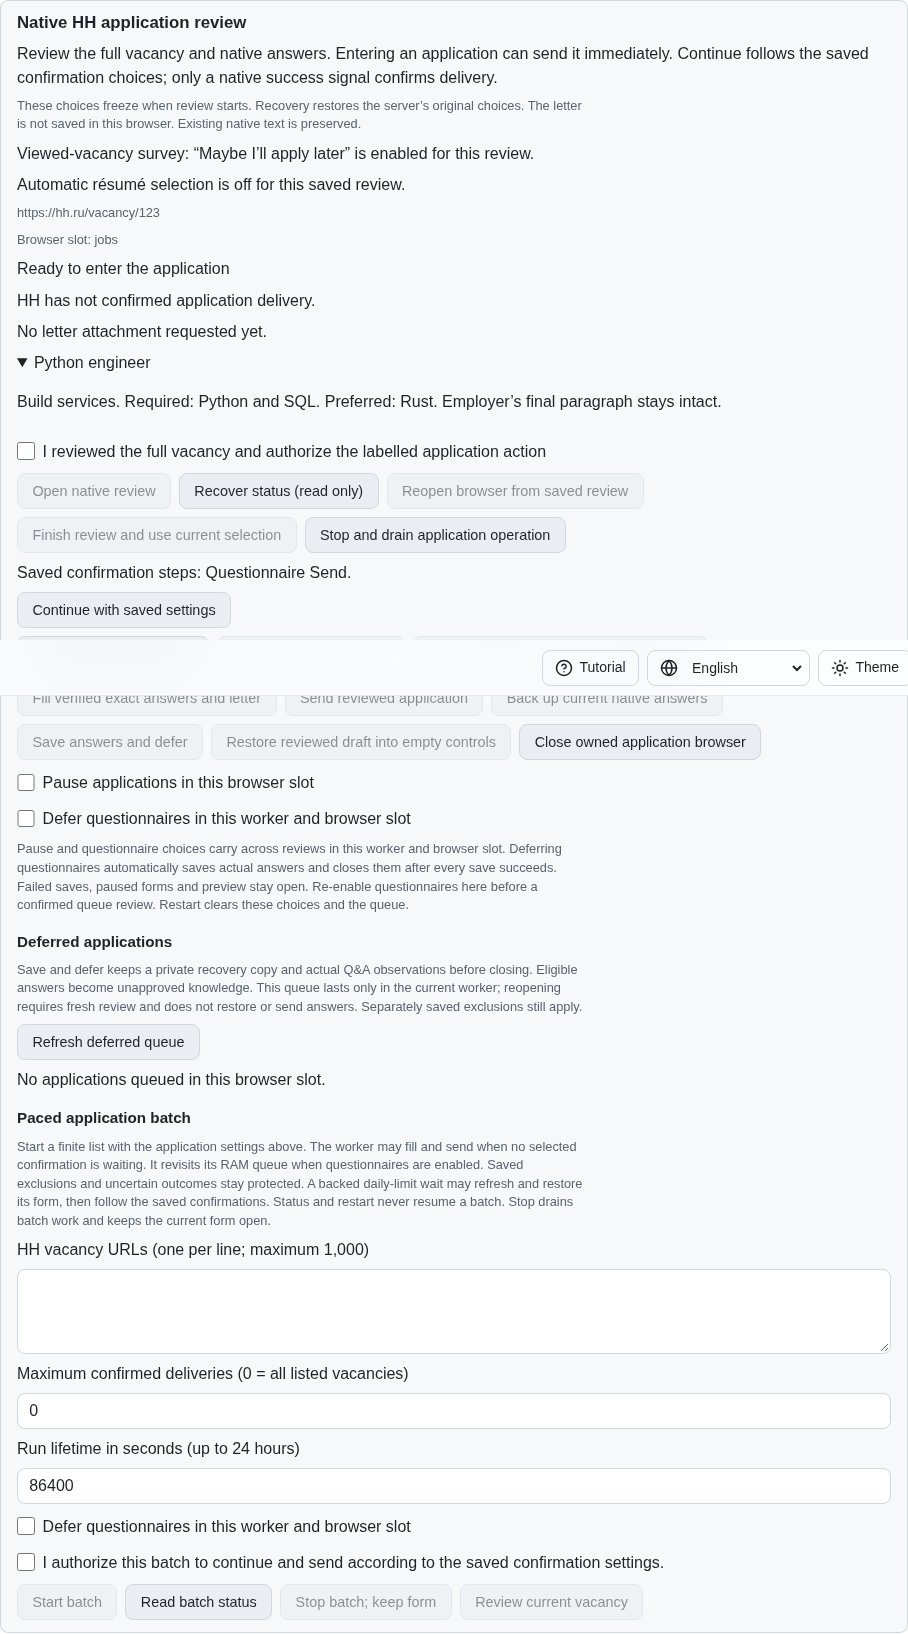 Native HH application review
Review the full vacancy and native answers. Entering an application can send it immediately. Continue follows the saved
confirmation choices; only a native success signal confirms delivery.
These choices freeze when review starts. Recovery restores the server’s original choices. The letter
is not saved in this browser. Existing native text is preserved.
Viewed-vacancy survey: “Maybe I’ll apply later” is enabled for this review.
Automatic résumé selection is off for this saved review.
https://hh.ru/vacancy/123
Browser slot: jobs
Ready to enter the application
HH has not confirmed application delivery.
No letter attachment requested yet.
Python engineer
Build services. Required: Python and SQL. Preferred: Rust. Employer’s final paragraph stays intact.
I reviewed the full vacancy and authorize the labelled application action
Open native review Recover status (read only) Reopen browser from saved review
Finish review and use current selection Stop and drain application operation
Saved confirmation steps: Questionnaire Send.
Continue with saved settings
Tutorial English Theme
Fill verified exact answers and letter Send reviewed application Back up current native answers
Save answers and defer Restore reviewed draft into empty controls Close owned application browser
Pause applications in this browser slot
Defer questionnaires in this worker and browser slot
Pause and questionnaire choices carry across reviews in this worker and browser slot. Deferring
questionnaires automatically saves actual answers and closes them after every save succeeds.
Failed saves, paused forms and preview stay open. Re-enable questionnaires here before a
confirmed queue review. Restart clears these choices and the queue.
Deferred applications
Save and defer keeps a private recovery copy and actual Q&A observations before closing. Eligible
answers become unapproved knowledge. This queue lasts only in the current worker; reopening
requires fresh review and does not restore or send answers. Separately saved exclusions still apply.
Refresh deferred queue
No applications queued in this browser slot.
Paced application batch
Start a finite list with the application settings above. The worker may fill and send when no selected
confirmation is waiting. It revisits its RAM queue when questionnaires are enabled. Saved
exclusions and uncertain outcomes stay protected. A backed daily-limit wait may refresh and restore
its form, then follow the saved confirmations. Status and restart never resume a batch. Stop drains
batch work and keeps the current form open.
HH vacancy URLs (one per line; maximum 1,000)
Maximum confirmed deliveries (0 = all listed vacancies)
0
Run lifetime in seconds (up to 24 hours)
86400
Defer questionnaires in this worker and browser slot
I authorize this batch to continue and send according to the saved confirmation settings.
Start batch Read batch status Stop batch; keep form Review current vacancy